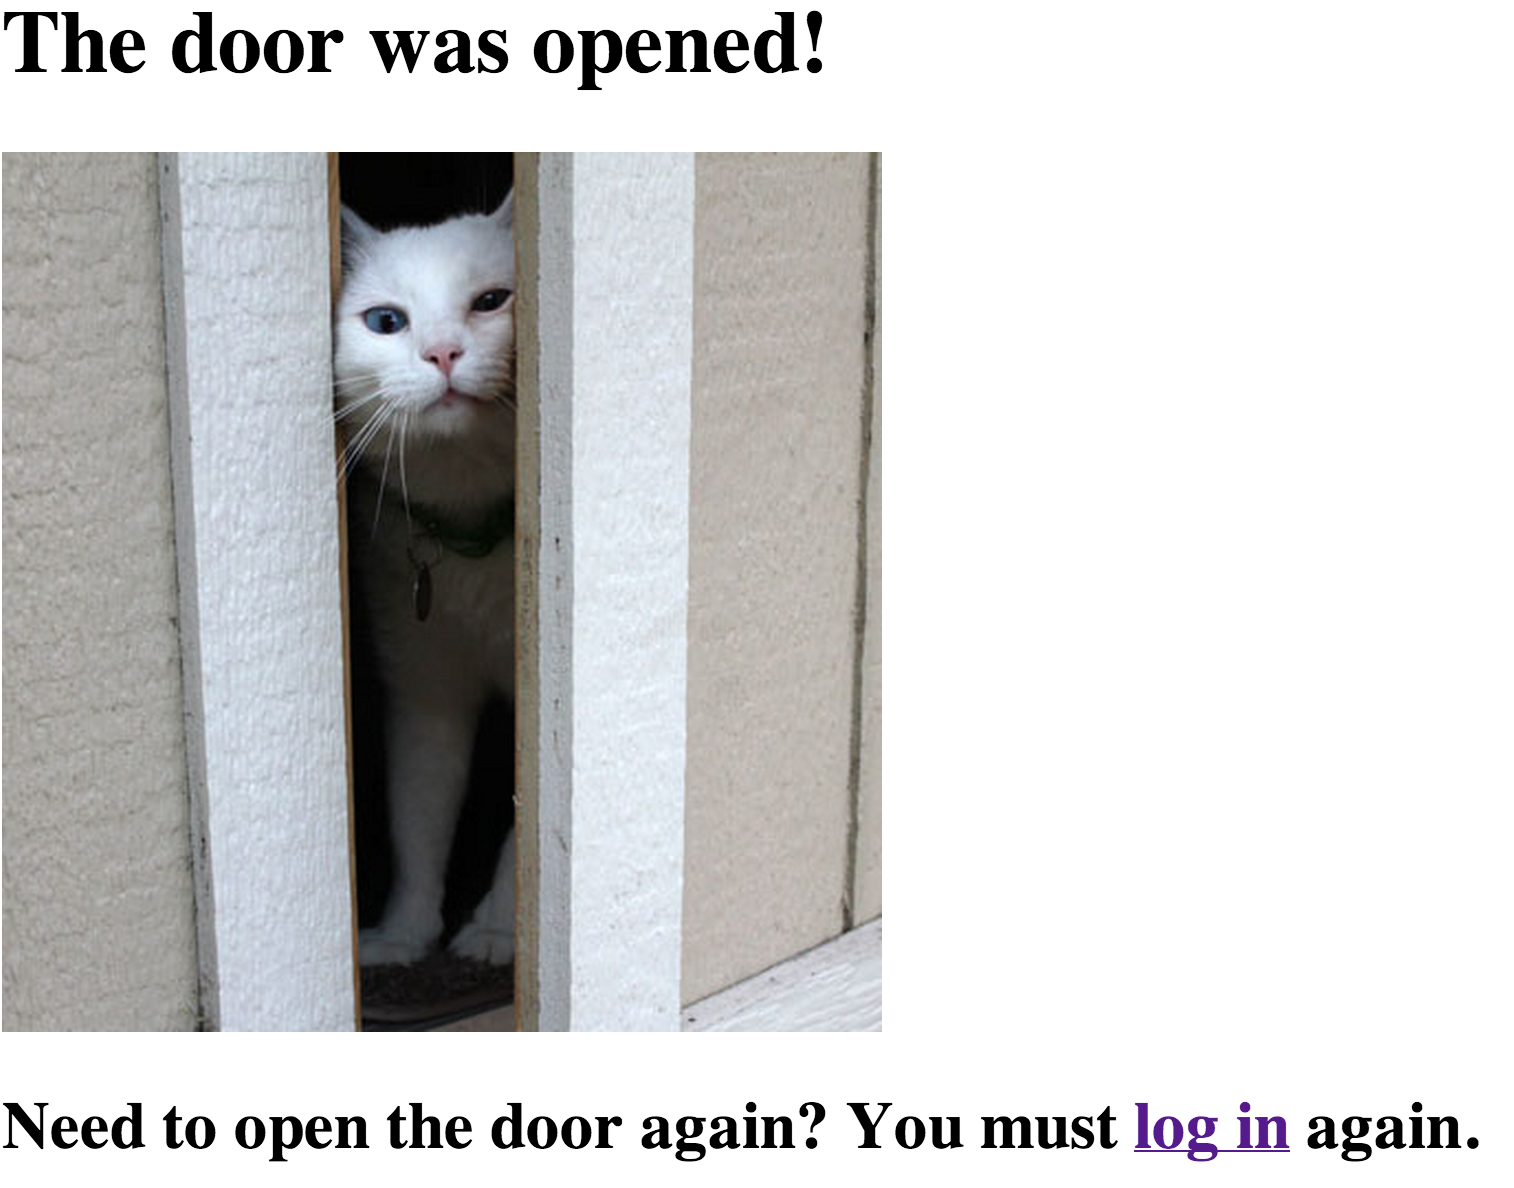 The door was opened!
Need to open the door again? You must log in again.